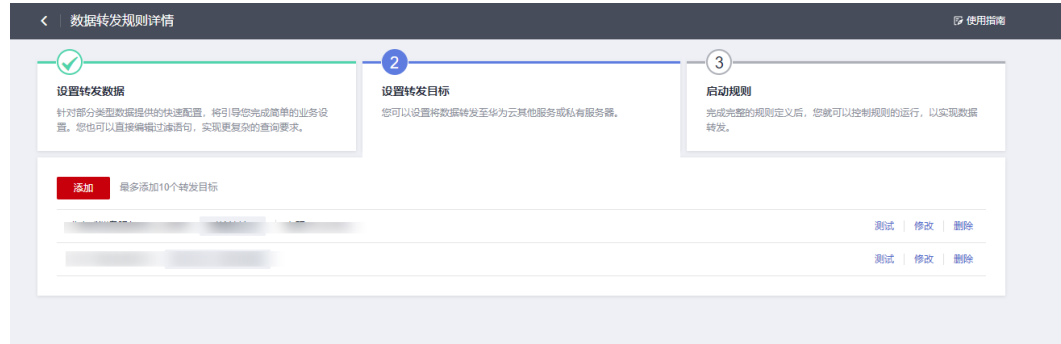 数据转发规则详情
使用指南
2
3
设置转发数据
设置转发目标
启动规则
针对部分类型数据提供的快速配置，将引导您完成简单的业务设
置。您也可以直接编辑过滤语句，实现更复杂的查询要求。
您可以设置将数据转发至华为云其他服务或私有服务器。
完成完整的规则定义后，您就可以控制规则的运行，以实现数据
转发。
添加 最多添加10个转发目标
测试 修改 删除
测试 修改 删除